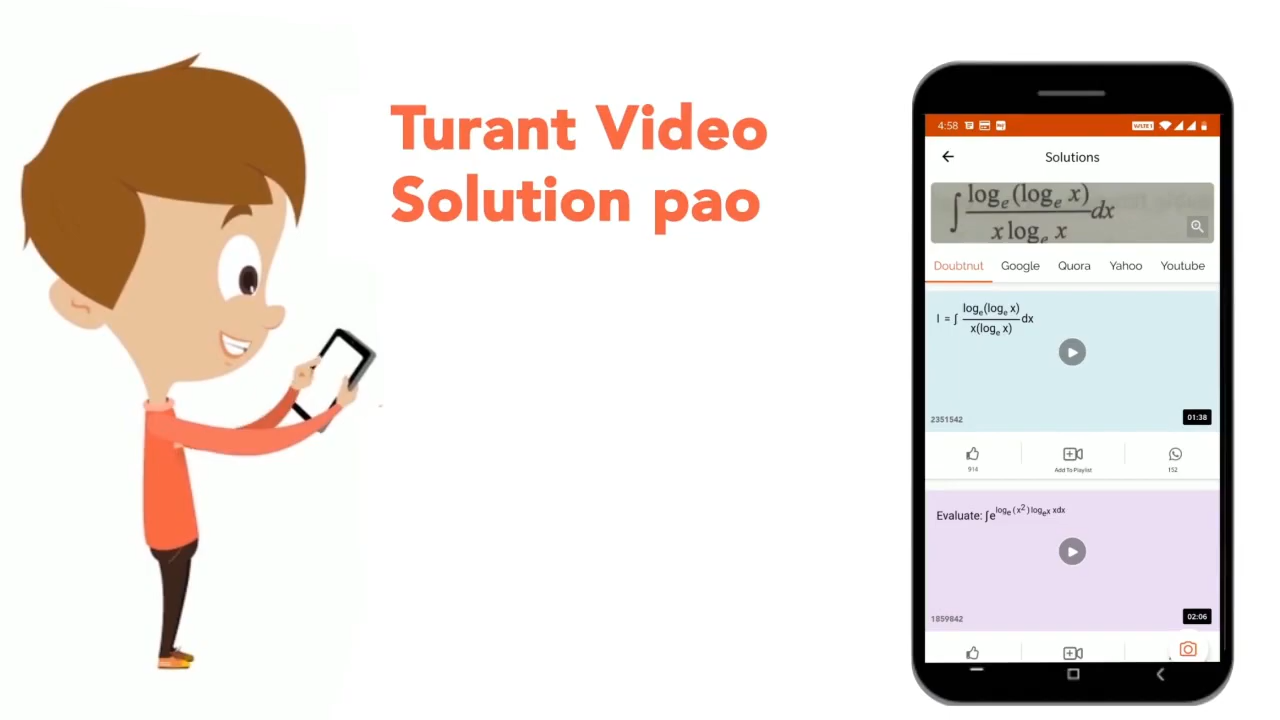 Turant Video
Solution pao
4:58
Solutions
∫ logₑ(logₑ x) / x logₑ x dx
Doubtnut Google Quora Yahoo Youtube
I = ∫ logₑ(logₑ x) / x(logₑ x) dx
2351542 01:38
914 Add To Playlist 152
Evaluate: ∫e^logₑ(x²)logₑx xdx
1859842 02:06